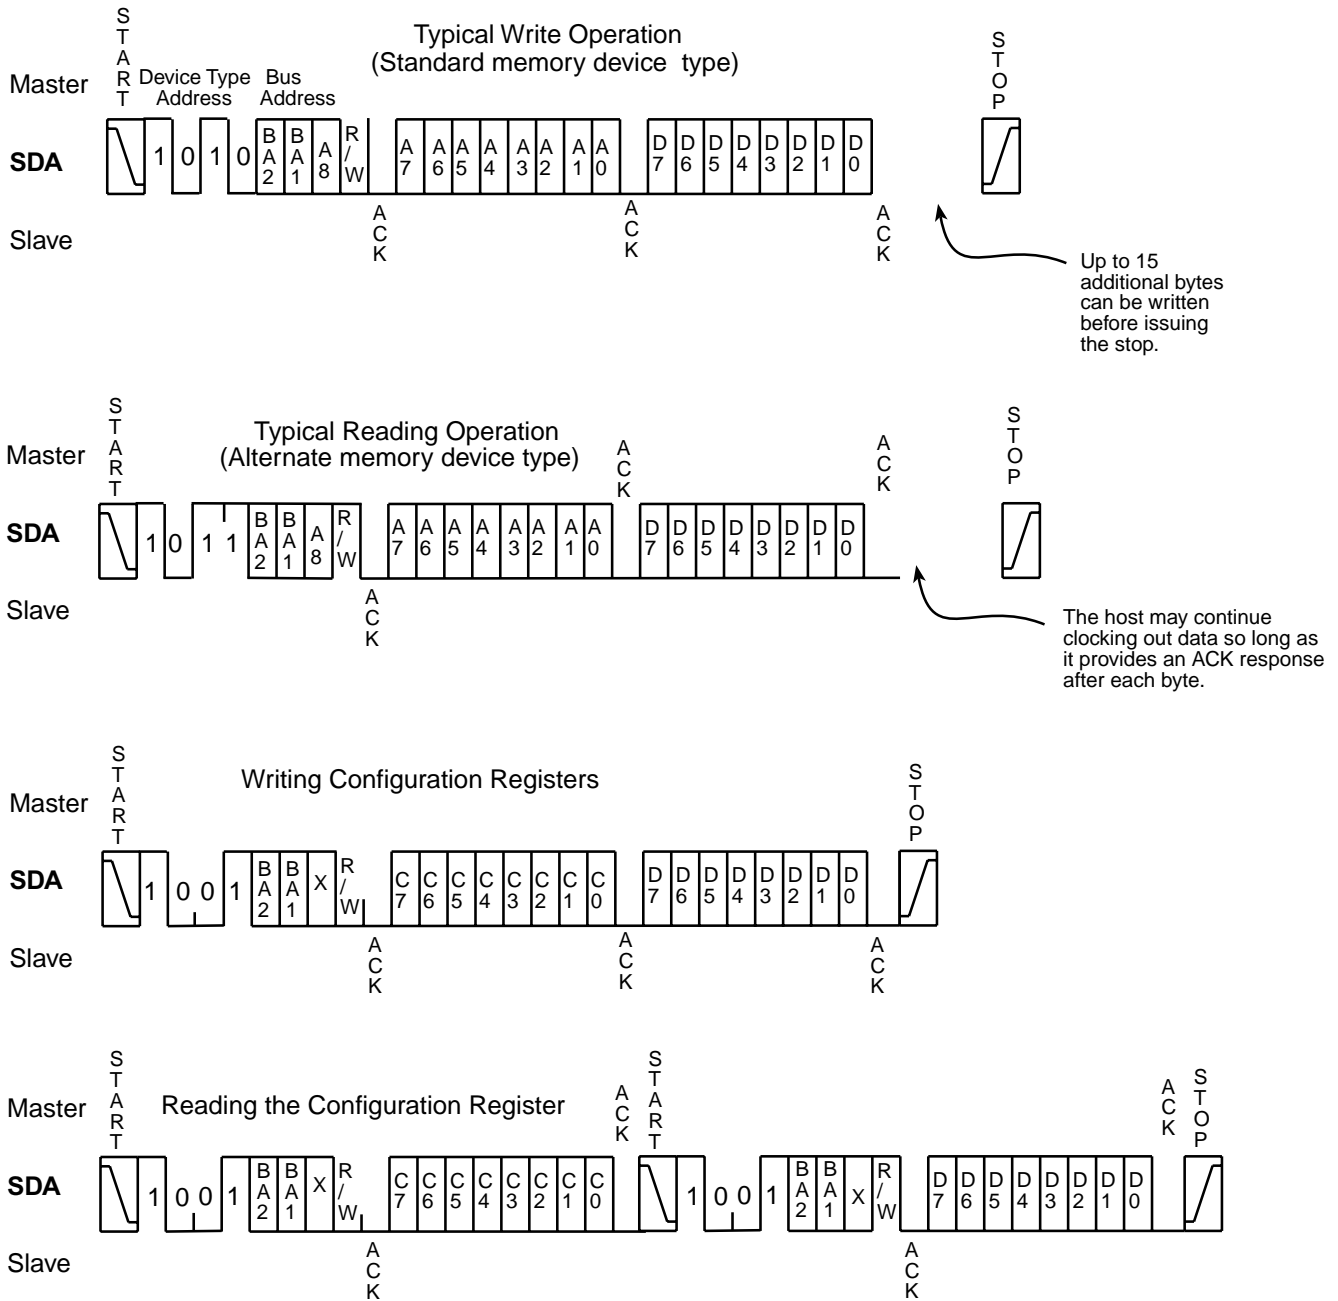 START
Typical Write Operation
(Standard memory device type)
STOP
Master
Device Type
Address
Bus
Address
SDA
1 0 1 0 BA2 BA1 A8 R/W A7 A6 A5 A4 A3 A2 A1 A0 D7 D6 D5 D4 D3 D2 D1 D0
ACK ACK ACK
Slave
Up to 15
additional bytes
can be written
before issuing
the stop.
START
Typical Reading Operation
(Alternate memory device type)
ACK ACK STOP
Master
SDA
1 0 1 1 BA2 BA1 A8 R/W A7 A6 A5 A4 A3 A2 A1 A0 D7 D6 D5 D4 D3 D2 D1 D0
ACK
Slave
The host may continue
clocking out data so long as
it provides an ACK response
after each byte.
START
Writing Configuration Registers
STOP
Master
SDA
1 0 0 1 BA2 BA1 X R/W C7 C6 C5 C4 C3 C2 C1 C0 D7 D6 D5 D4 D3 D2 D1 D0
ACK ACK ACK
Slave
START
Reading the Configuration Register
ACK START ACK STOP
Master
SDA
1 0 0 1 BA2 BA1 X R/W C7 C6 C5 C4 C3 C2 C1 C0 1 0 0 1 BA2 BA1 X R/W D7 D6 D5 D4 D3 D2 D1 D0
ACK ACK
Slave